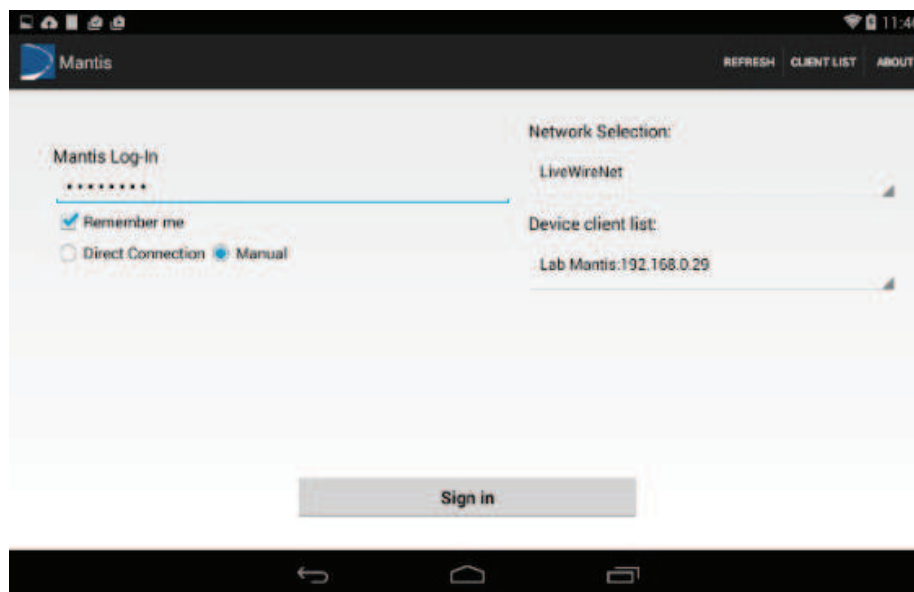 11:46
Mantis
REFRESH CLIENT LIST ABOUT
Mantis Log-In
••••••••
Remember me
Direct Connection Manual
Network Selection:
LiveWireNet
Device client list:
Lab Mantis:192.168.0.29
Sign in